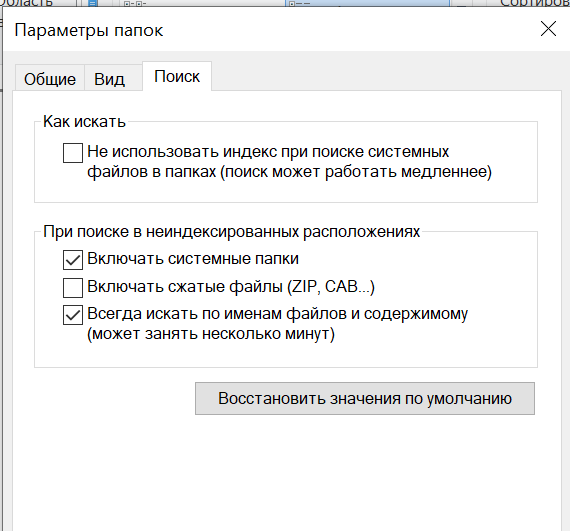 Область
Сортиров
Параметры папок
Общие Вид Поиск
Как искать
Не использовать индекс при поиске системных
файлов в папках (поиск может работать медленнее)
При поиске в неиндексированных расположениях
Включать системные папки
Включать сжатые файлы (ZIP, CAB...)
Всегда искать по именам файлов и содержимому
(может занять несколько минут)
Восстановить значения по умолчанию